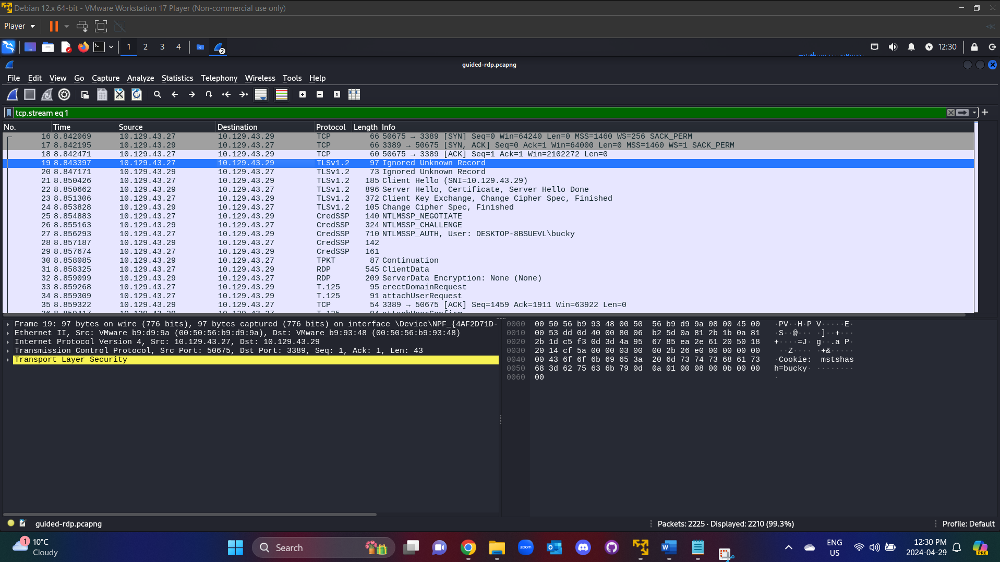 Debian 12.x 64-bit - VMware Workstation 17 Player (Non-commercial use only)
Player
1 2 3 4
2
12:30
guided-rdp.pcapng
File Edit View Go Capture Analyze Statistics Telephony Wireless Tools Help
tcp.stream eq 1
No. Time Source Destination Protocol Length Info
16 8.842069 10.129.43.27 10.129.43.29 TCP 66 50675 → 3389 [SYN] Seq=0 Win=64240 Len=0 MSS=1460 WS=256 SACK_PERM
17 8.842195 10.129.43.29 10.129.43.27 TCP 66 3389 → 50675 [SYN, ACK] Seq=0 Ack=1 Win=64000 Len=0 MSS=1460 WS=1 SACK_PERM
18 8.842471 10.129.43.27 10.129.43.29 TCP 60 50675 → 3389 [ACK] Seq=1 Ack=1 Win=2102272 Len=0
19 8.843397 10.129.43.27 10.129.43.29 TLSv1.2 97 Ignored Unknown Record
20 8.847171 10.129.43.29 10.129.43.27 TLSv1.2 73 Ignored Unknown Record
21 8.850426 10.129.43.27 10.129.43.29 TLSv1.2 185 Client Hello (SNI=10.129.43.29)
22 8.850662 10.129.43.29 10.129.43.27 TLSv1.2 896 Server Hello, Certificate, Server Hello Done
23 8.851306 10.129.43.27 10.129.43.29 TLSv1.2 372 Client Key Exchange, Change Cipher Spec, Finished
24 8.853828 10.129.43.29 10.129.43.27 TLSv1.2 105 Change Cipher Spec, Finished
25 8.854883 10.129.43.27 10.129.43.29 CredSSP 140 NTLMSSP_NEGOTIATE
26 8.855163 10.129.43.29 10.129.43.27 CredSSP 324 NTLMSSP_CHALLENGE
27 8.856293 10.129.43.27 10.129.43.29 CredSSP 710 NTLMSSP_AUTH, User: DESKTOP-8BSUEVL\bucky
28 8.857187 10.129.43.29 10.129.43.27 CredSSP 142
29 8.857674 10.129.43.27 10.129.43.29 CredSSP 161
30 8.858085 10.129.43.29 10.129.43.27 TPKT 87 Continuation
31 8.858325 10.129.43.27 10.129.43.29 RDP 545 ClientData
32 8.859099 10.129.43.29 10.129.43.27 RDP 209 ServerData Encryption: None (None)
33 8.859268 10.129.43.27 10.129.43.29 T.125 95 erectDomainRequest
34 8.859309 10.129.43.27 10.129.43.29 T.125 91 attachUserRequest
35 8.859322 10.129.43.29 10.129.43.27 TCP 54 3389 → 50675 [ACK] Seq=1459 Ack=1911 Win=63922 Len=0
Frame 19: 97 bytes on wire (776 bits), 97 bytes captured (776 bits) on interface \Device\NPF_{4AF2D71D-
Ethernet II, Src: VMware_b9:d9:9a (00:50:56:b9:d9:9a), Dst: VMware_b9:93:48 (00:50:56:b9:93:48)
Internet Protocol Version 4, Src: 10.129.43.27, Dst: 10.129.43.29
Transmission Control Protocol, Src Port: 50675, Dst Port: 3389, Seq: 1, Ack: 1, Len: 43
Transport Layer Security
0000 00 50 56 b9 93 48 00 50 56 b9 d9 9a 08 00 45 00 ·PV··H·P V·····E·
0010 00 53 dd 0d 40 00 80 06 b2 5d 0a 81 2b 1b 0a 81 ·S··@··· ·]··+···
0020 2b 1d c5 f3 0d 3d 4a 95 67 85 ea 2e 61 20 50 18 +····=J· g··.a P·
0030 20 14 cf 5a 00 00 03 00 00 2b 26 e0 00 00 00 00 ··Z···· ·+&·····
0040 00 43 6f 6f 6b 69 65 3a 20 6d 73 74 73 68 61 73 ·Cookie: mstshas
0050 68 3d 62 75 63 6b 79 0d 0a 01 00 08 00 0b 00 00 h=bucky· ········
0060 00 ·
guided-rdp.pcapng
Packets: 2225 · Displayed: 2210 (99.3%)
Profile: Default
1
10°C
Cloudy
Search
zoom
ENG
US
12:30 PM
2024-04-29
PRE